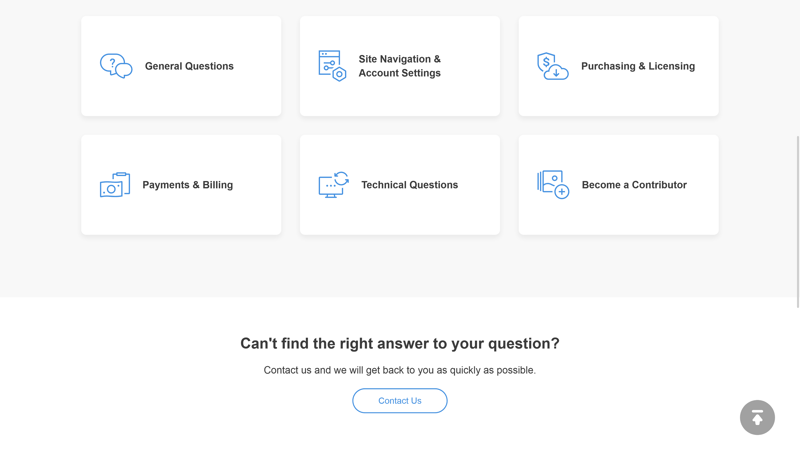 General Questions
Site Navigation &
Account Settings
Purchasing & Licensing
Payments & Billing
Technical Questions
Become a Contributor
Can't find the right answer to your question?
Contact us and we will get back to you as quickly as possible.
Contact Us